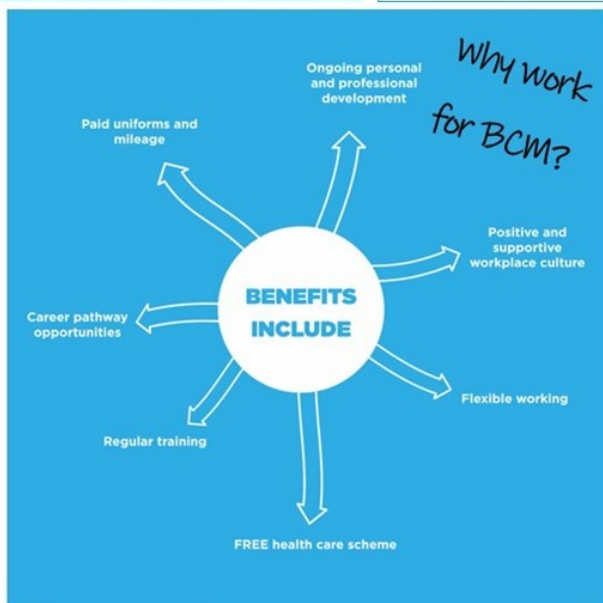 Why work
for BCM?
Ongoing personal
and professional
development
Paid uniforms and
mileage
Positive and
supportive
workplace culture
BENEFITS
INCLUDE
Career pathway
opportunities
Flexible working
Regular training
FREE health care scheme